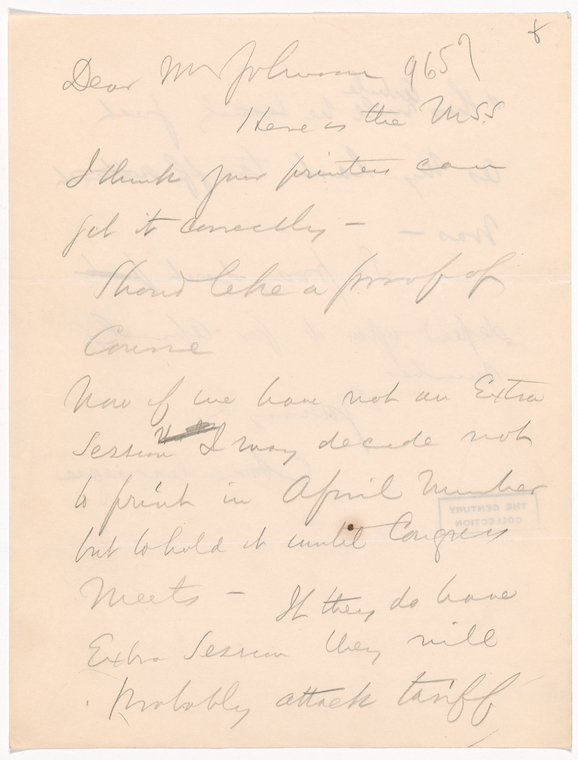 8
Dear Mr Johnson 9657
Here is the MSS
I think your printers can
get it correctly —
Should like a proof of
Course
Now if we have not an Extra
Session I may decide not
to print in April Number
but to hold it until Congress
Meets — If they do have
Extra Session they will
probably attack tariff
THE CENTURY
COLLECTION